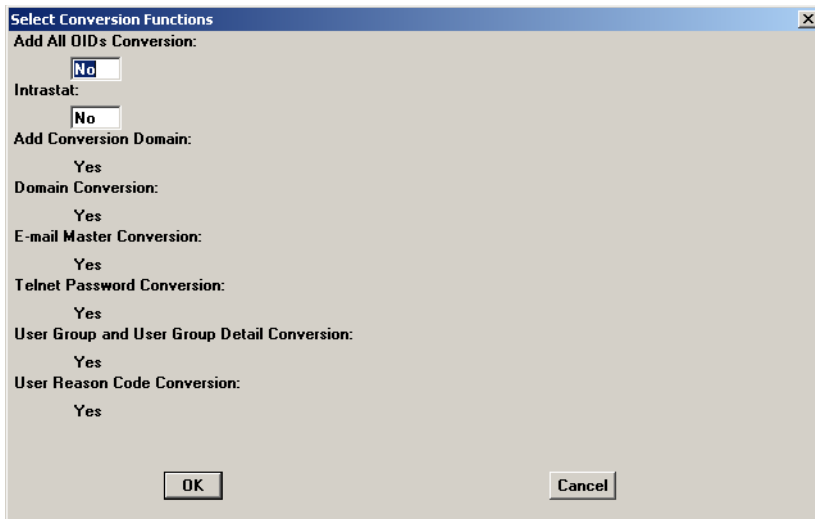 Select Conversion Functions
Add All OIDs Conversion:
No
Intrastat:
No
Add Conversion Domain:
Yes
Domain Conversion:
Yes
E-mail Master Conversion:
Yes
Telnet Password Conversion:
Yes
User Group and User Group Detail Conversion:
Yes
User Reason Code Conversion:
Yes
OK Cancel